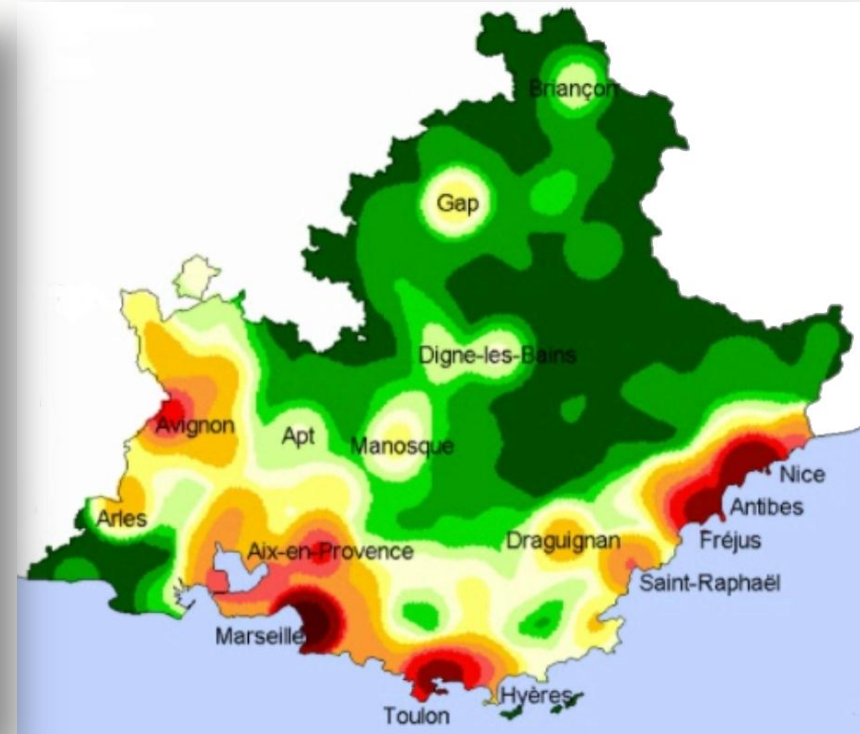 Briançon
Gap
Digne-les-Bains
Avignon
Apt
Manosque
Nice
Antibes
Arles
Fréjus
Draguignan
Aix-en-Provence
Saint-Raphaël
Marseille
Hyères
Toulon